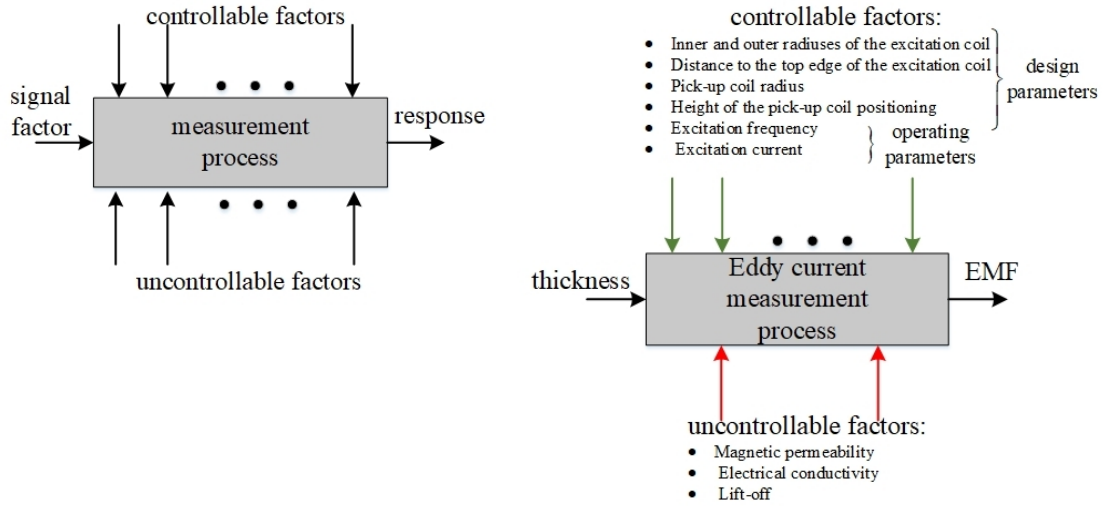 controllable factors
signal
factor
measurement
process
response
uncontrollable factors
controllable factors:
• Inner and outer radiuses of the excitation coil
• Distance to the top edge of the excitation coil
• Pick-up coil radius
• Height of the pick-up coil positioning
• Excitation frequency
• Excitation current
design
parameters
operating
parameters
thickness
Eddy current
measurement
process
EMF
uncontrollable factors:
• Magnetic permeability
• Electrical conductivity
• Lift-off